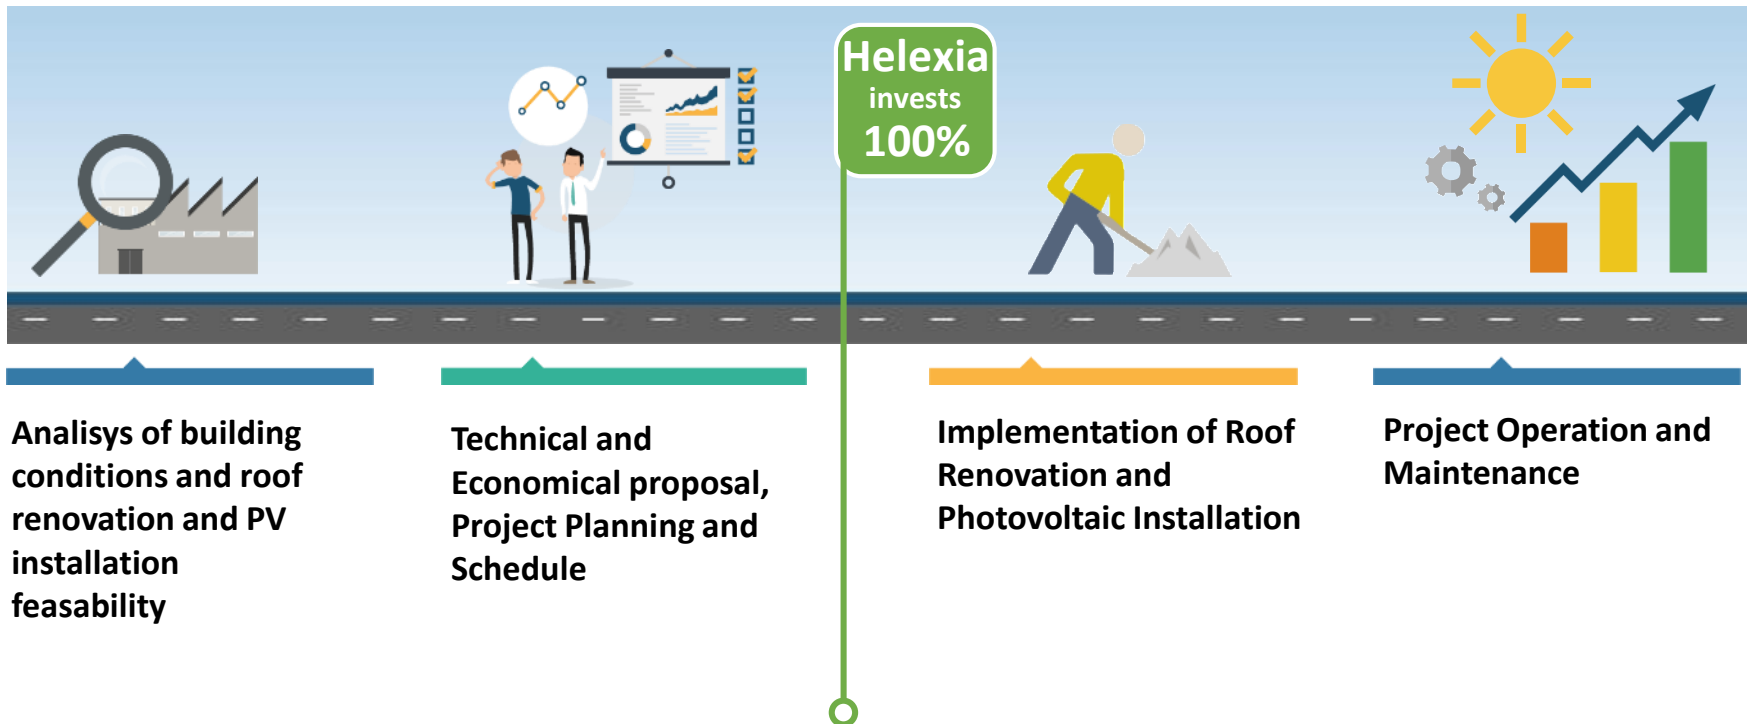 Helexia
invests
100%
Analisys of building
conditions and roof
renovation and PV
installation
feasability
Technical and
Economical proposal,
Project Planning and
Schedule
Implementation of Roof
Renovation and
Photovoltaic Installation
Project Operation and
Maintenance